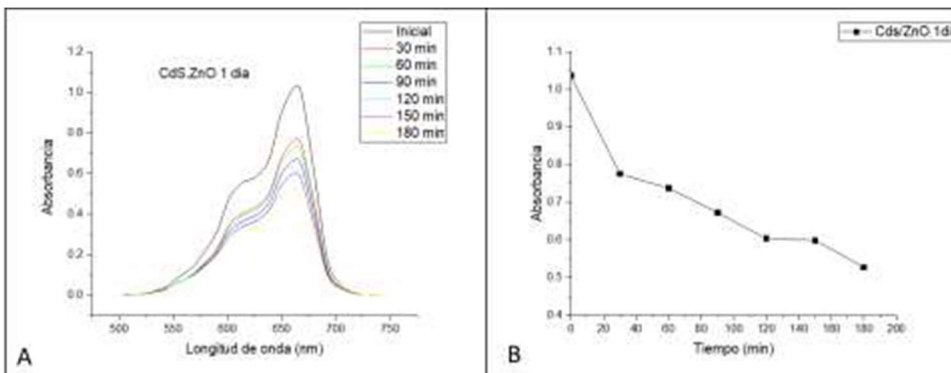 Inicial
30 min
60 min
90 min
120 min
150 min
180 min
CdS.ZnO 1 dia
1.2
1.0
0.8
0.6
0.4
0.2
0.0
Absorbancia
500 550 600 650 700 750
Longitud de onda (nm)
A
Cds/ZnO 1dia
1.1
1.0
0.9
0.8
0.7
0.6
0.5
0.4
Absorbancia
0 20 40 60 80 100 120 140 160 180 200
Tiempo (min)
B